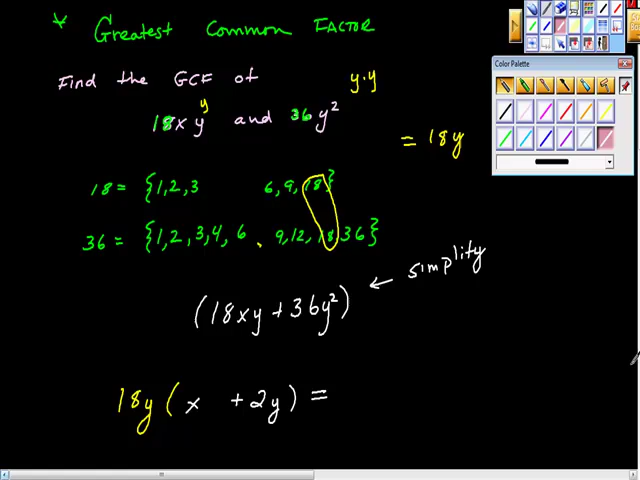 * Greatest Common FACTOR
Find the GCF of
y·y
y
18xy and 36y²
= 18y
18 = {1,2,3 6,9,18}
36 = {1,2,3,4,6 . 9,12,18,36}
← simplify
(18xy + 36y²)
18y( x + 2y) =
Color Palette